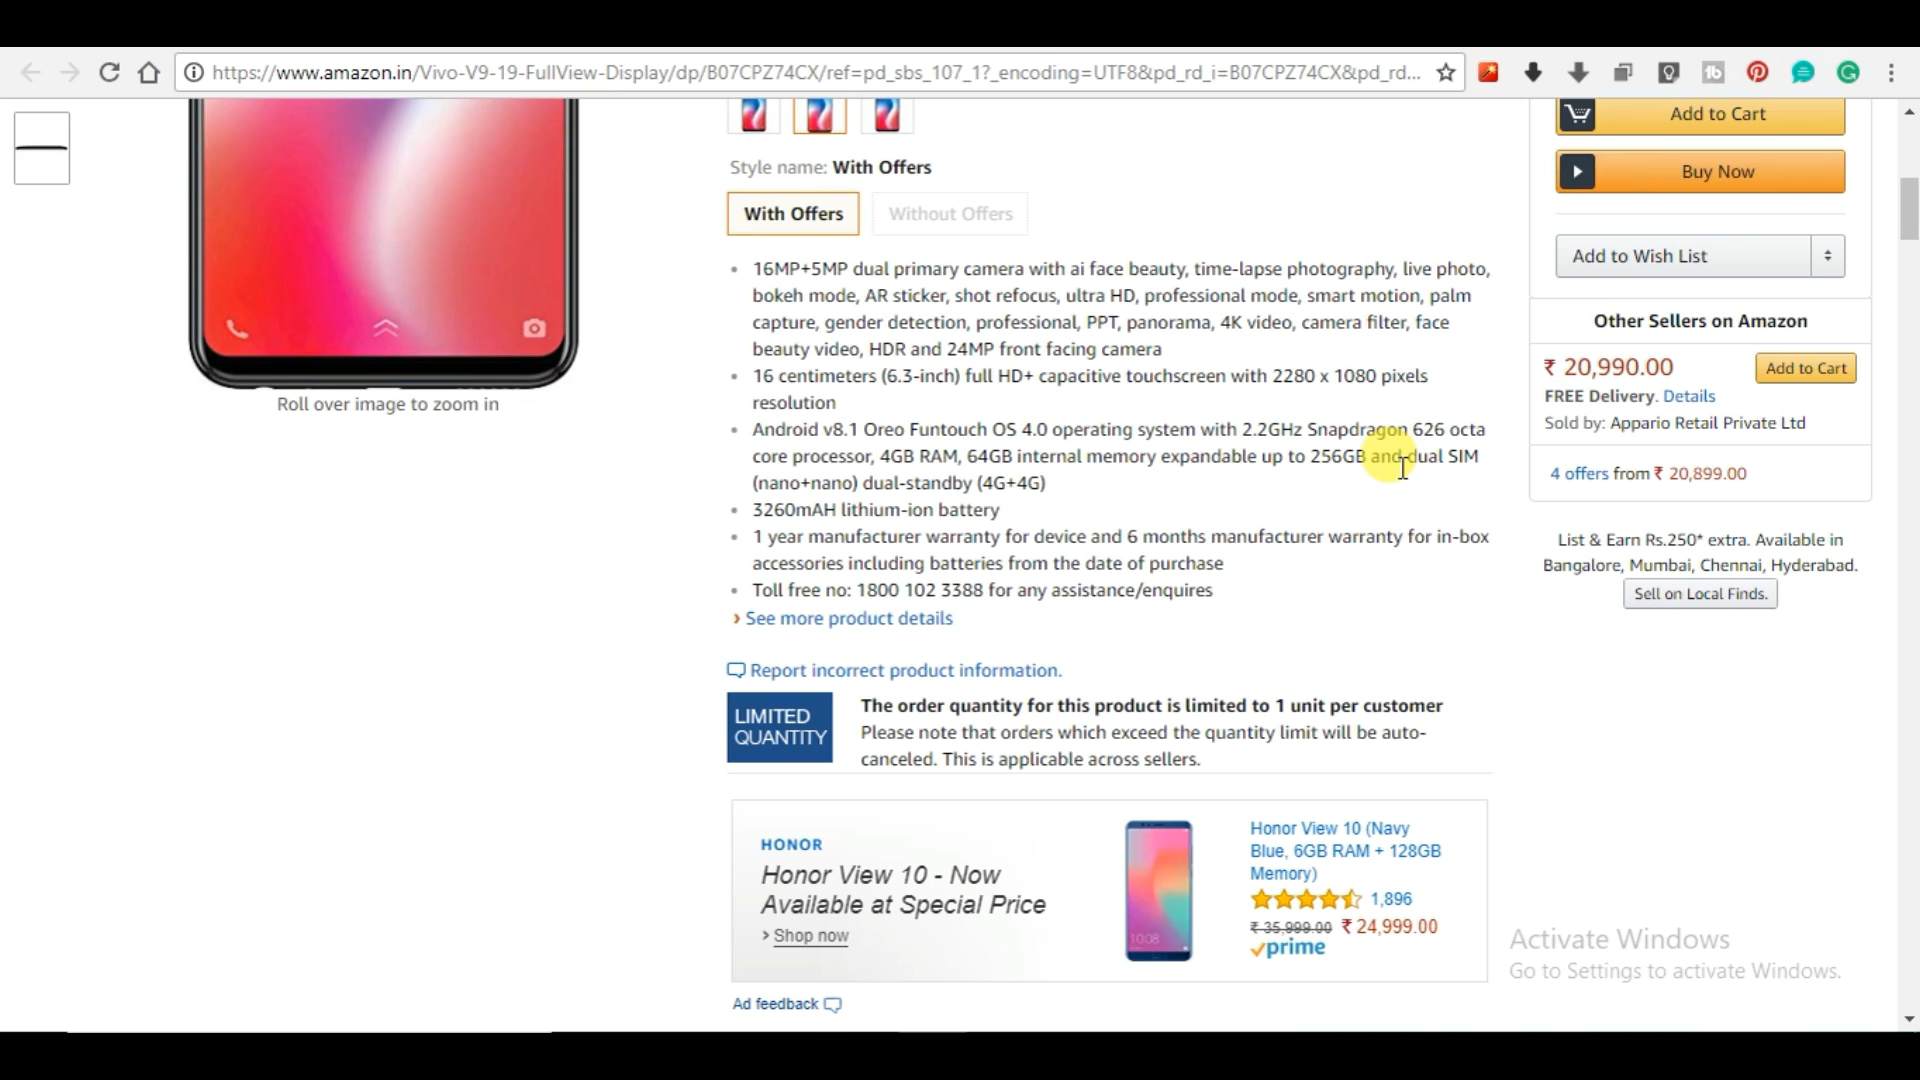 https://www.amazon.in/Vivo-V9-19-FullView-Display/dp/B07CPZ74CX/ref=pd_sbs_107_1?_encoding=UTF8&pd_rd_i=B07CPZ74CX&pd_rd...
Style name: With Offers
With Offers
Without Offers
16MP+5MP dual primary camera with ai face beauty, time-lapse photography, live photo,
bokeh mode, AR sticker, shot refocus, ultra HD, professional mode, smart motion, palm
capture, gender detection, professional, PPT, panorama, 4K video, camera filter, face
beauty video, HDR and 24MP front facing camera
16 centimeters (6.3-inch) full HD+ capacitive touchscreen with 2280 x 1080 pixels
resolution
Android v8.1 Oreo Funtouch OS 4.0 operating system with 2.2GHz Snapdragon 626 octa
core processor, 4GB RAM, 64GB internal memory expandable up to 256GB and dual SIM
(nano+nano) dual-standby (4G+4G)
3260mAH lithium-ion battery
1 year manufacturer warranty for device and 6 months manufacturer warranty for in-box
accessories including batteries from the date of purchase
Toll free no: 1800 102 3388 for any assistance/enquires
› See more product details
Roll over image to zoom in
Report incorrect product information.
LIMITED
QUANTITY
The order quantity for this product is limited to 1 unit per customer
Please note that orders which exceed the quantity limit will be auto-
canceled. This is applicable across sellers.
HONOR
Honor View 10 - Now
Available at Special Price
> Shop now
10:08
Honor View 10 (Navy
Blue, 6GB RAM + 128GB
Memory)
1,896
₹ 35,999.00 ₹ 24,999.00
prime
Ad feedback
Add to Cart
Buy Now
Add to Wish List
Other Sellers on Amazon
₹ 20,990.00
Add to Cart
FREE Delivery. Details
Sold by: Appario Retail Private Ltd
4 offers from ₹ 20,899.00
List & Earn Rs.250* extra. Available in
Bangalore, Mumbai, Chennai, Hyderabad.
Sell on Local Finds.
Activate Windows
Go to Settings to activate Windows.